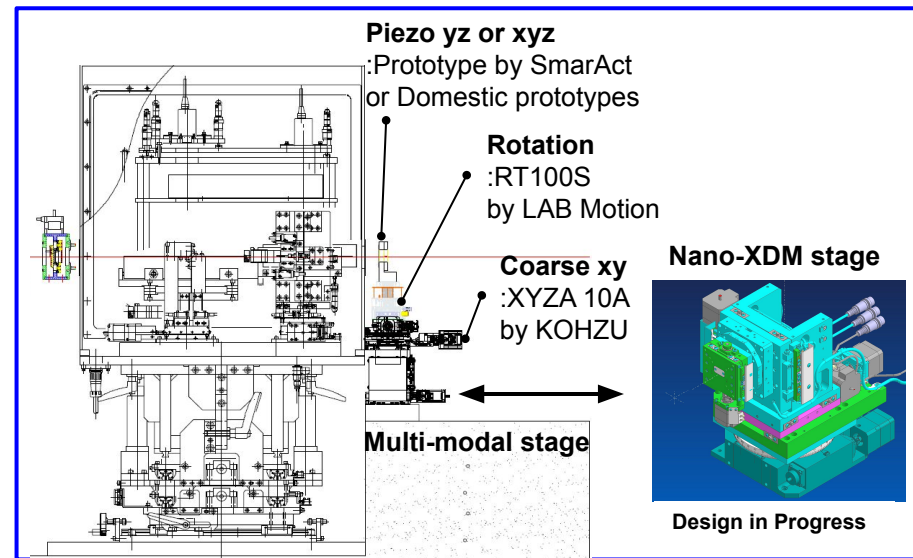 Piezo yz or xyz
:Prototype by SmarAct
or Domestic prototypes
Rotation
:RT100S
by LAB Motion
Coarse xy
:XYZA 10A
by KOHZU
Nano-XDM stage
Multi-modal stage
Design in Progress